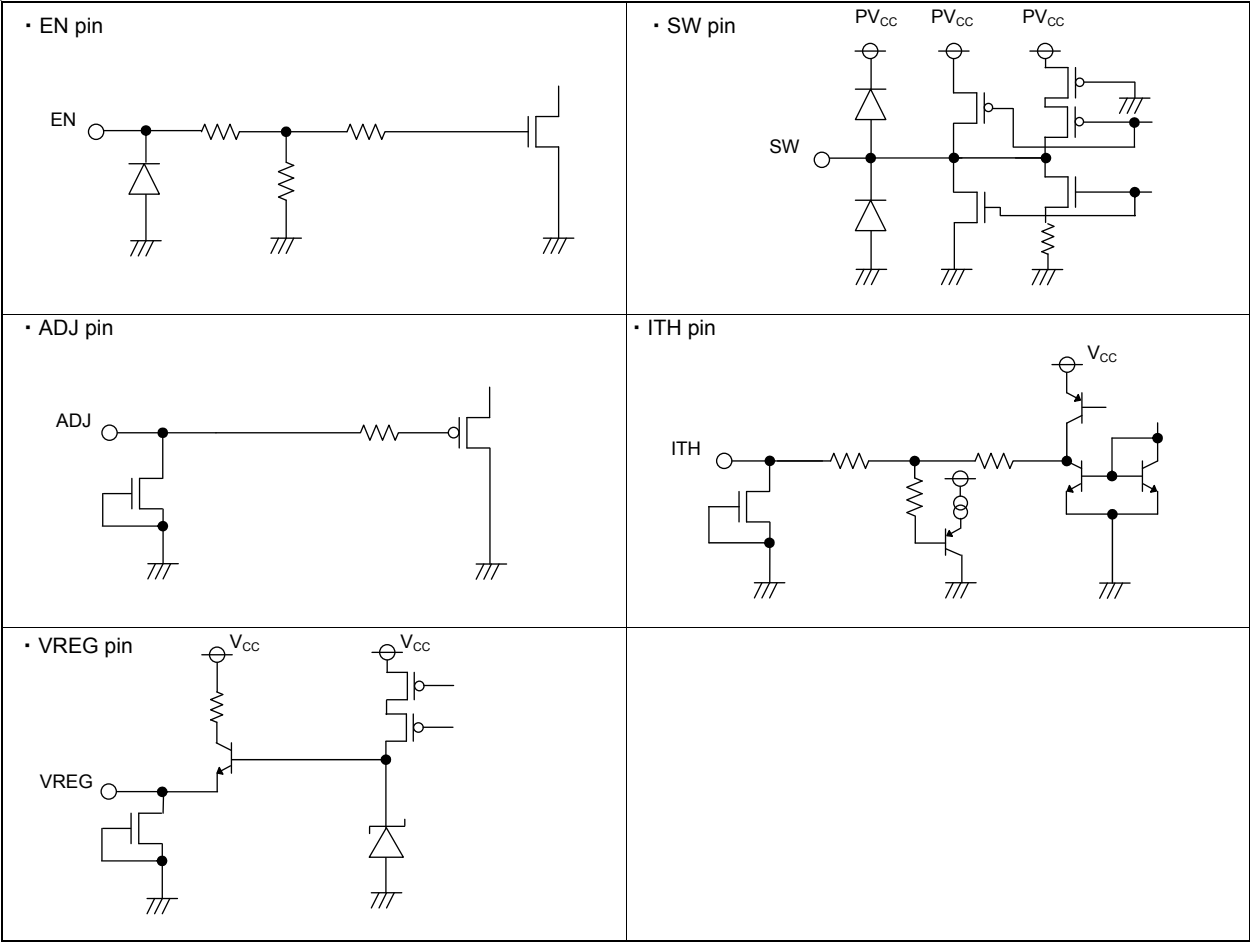 ・EN pin
EN
・SW pin
PVCC PVCC PVCC
SW
・ADJ pin
ADJ
・ITH pin
VCC
ITH
・VREG pin
VCC VCC
VREG